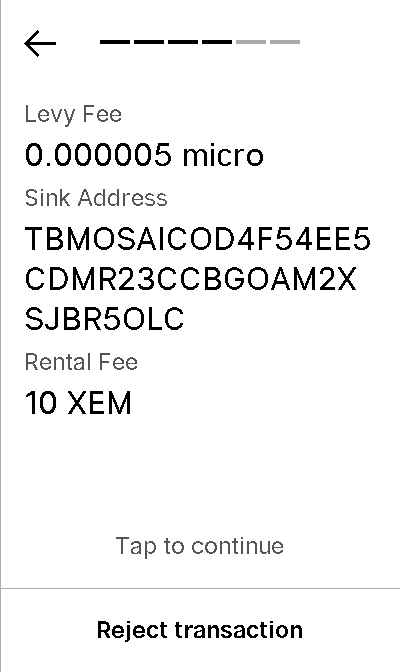 Levy Fee
0.000005 micro
Sink Address
TBMOSAICOD4F54EE5
CDMR23CCBGOAM2X
SJBR5OLC
Rental Fee
10 XEM
Tap to continue
Reject transaction